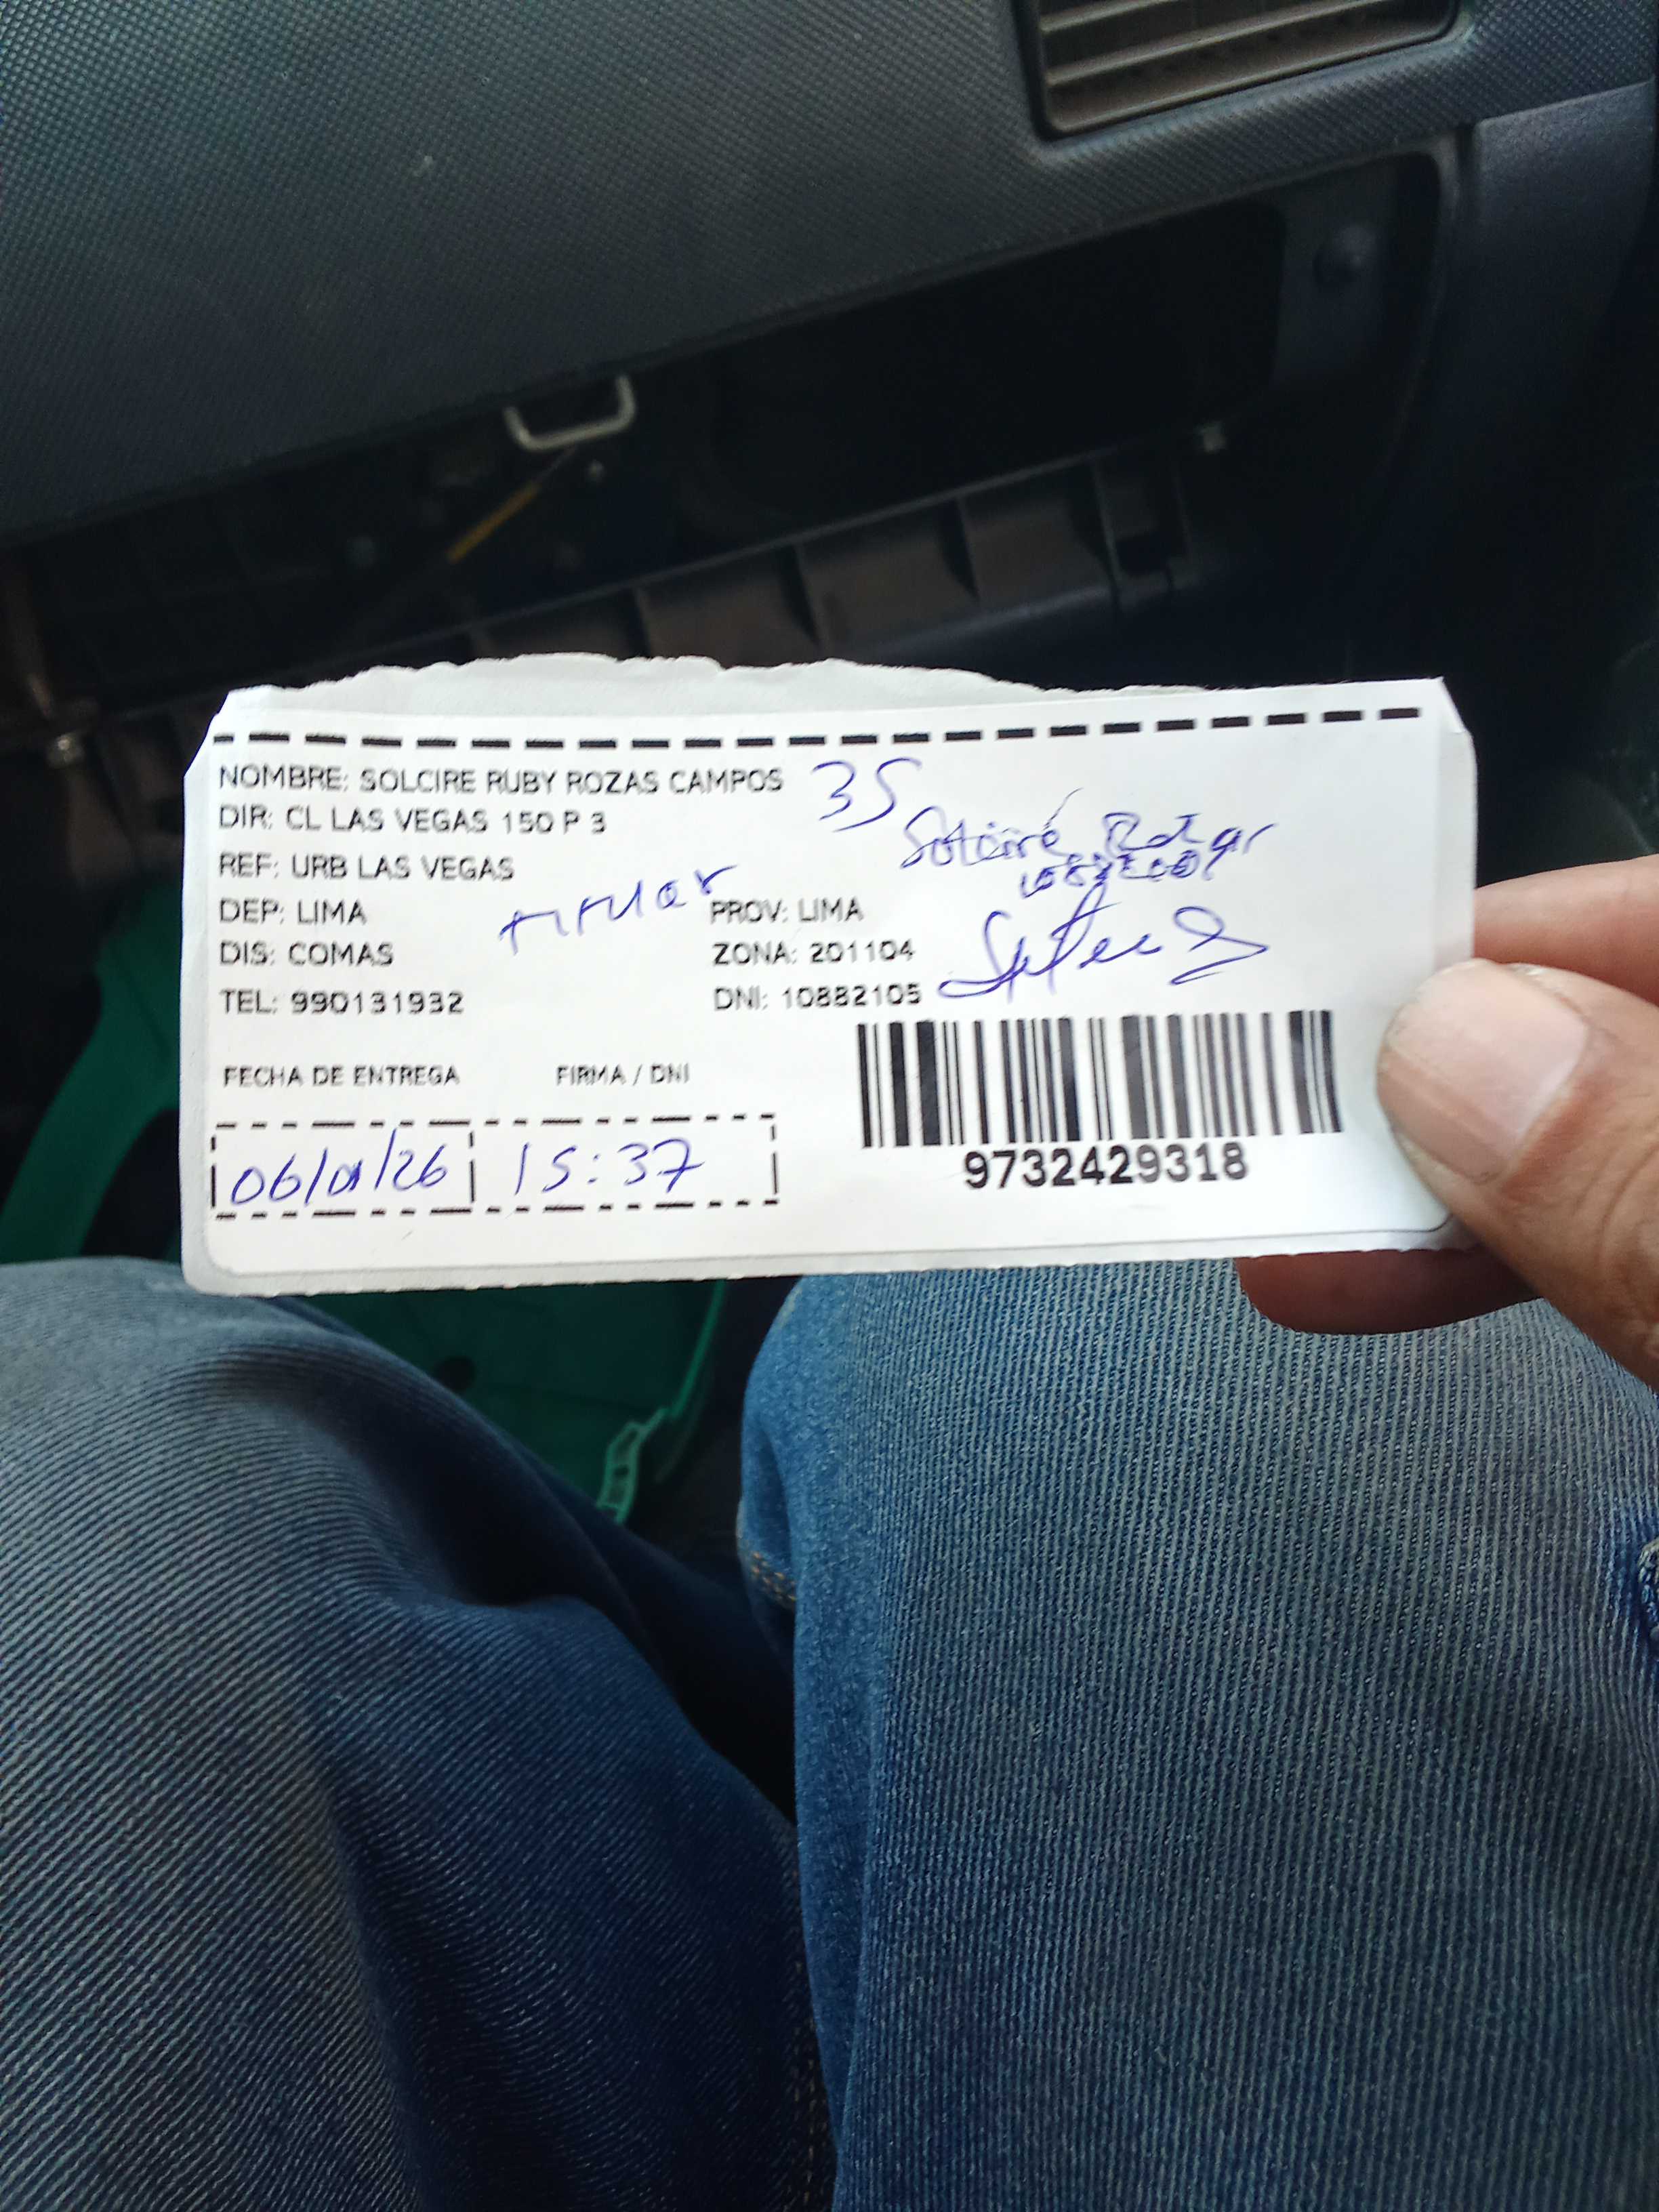 NOMBRE: SOLCIRE RUBY ROZAS CAMPOS 35
DIR: CL LAS VEGAS 150 P 3
Solciré
REF: URB LAS VEGAS
titular
DEP: LIMA PROV: LIMA
DIS: COMAS ZONA: 201104
TEL: 990131932 DNI: 10882105
FECHA DE ENTREGA FIRMA / DNI
06/01/26 15:37
9732429318